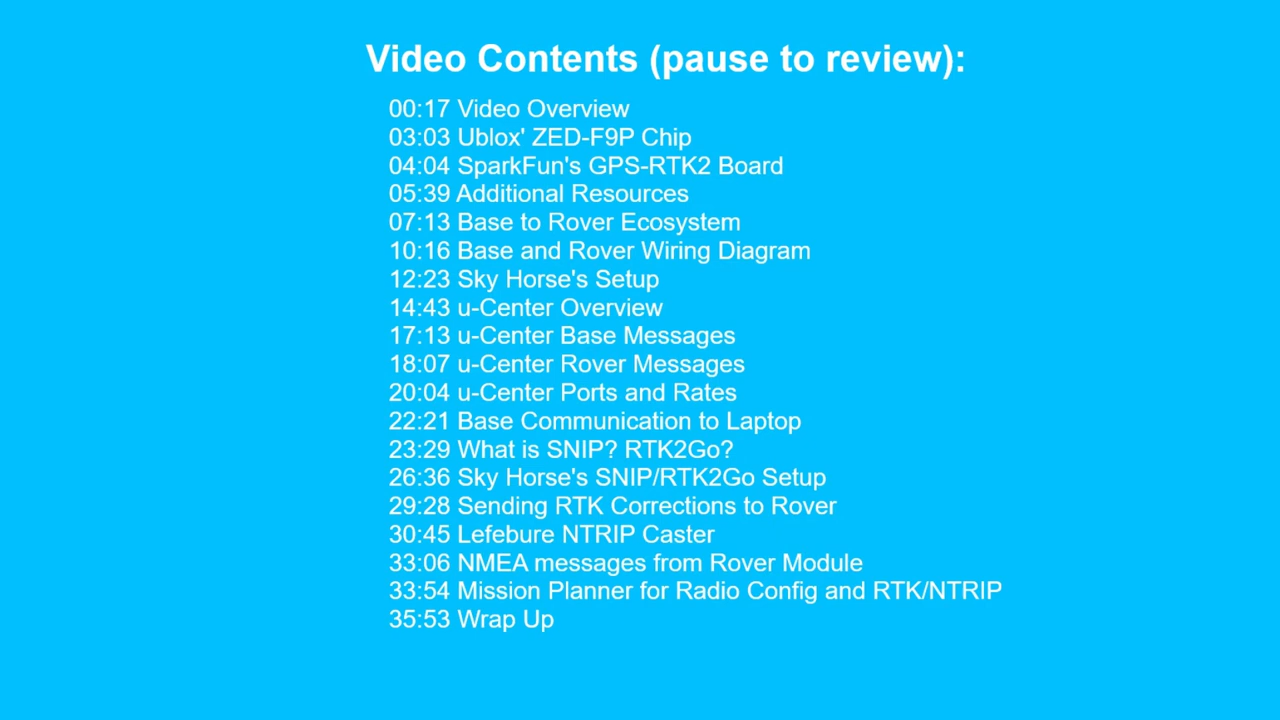 Video Contents (pause to review):
00:17 Video Overview
03:03 Ublox' ZED-F9P Chip
04:04 SparkFun's GPS-RTK2 Board
05:39 Additional Resources
07:13 Base to Rover Ecosystem
10:16 Base and Rover Wiring Diagram
12:23 Sky Horse's Setup
14:43 u-Center Overview
17:13 u-Center Base Messages
18:07 u-Center Rover Messages
20:04 u-Center Ports and Rates
22:21 Base Communication to Laptop
23:29 What is SNIP? RTK2Go?
26:36 Sky Horse's SNIP/RTK2Go Setup
29:28 Sending RTK Corrections to Rover
30:45 Lefebure NTRIP Caster
33:06 NMEA messages from Rover Module
33:54 Mission Planner for Radio Config and RTK/NTRIP
35:53 Wrap Up